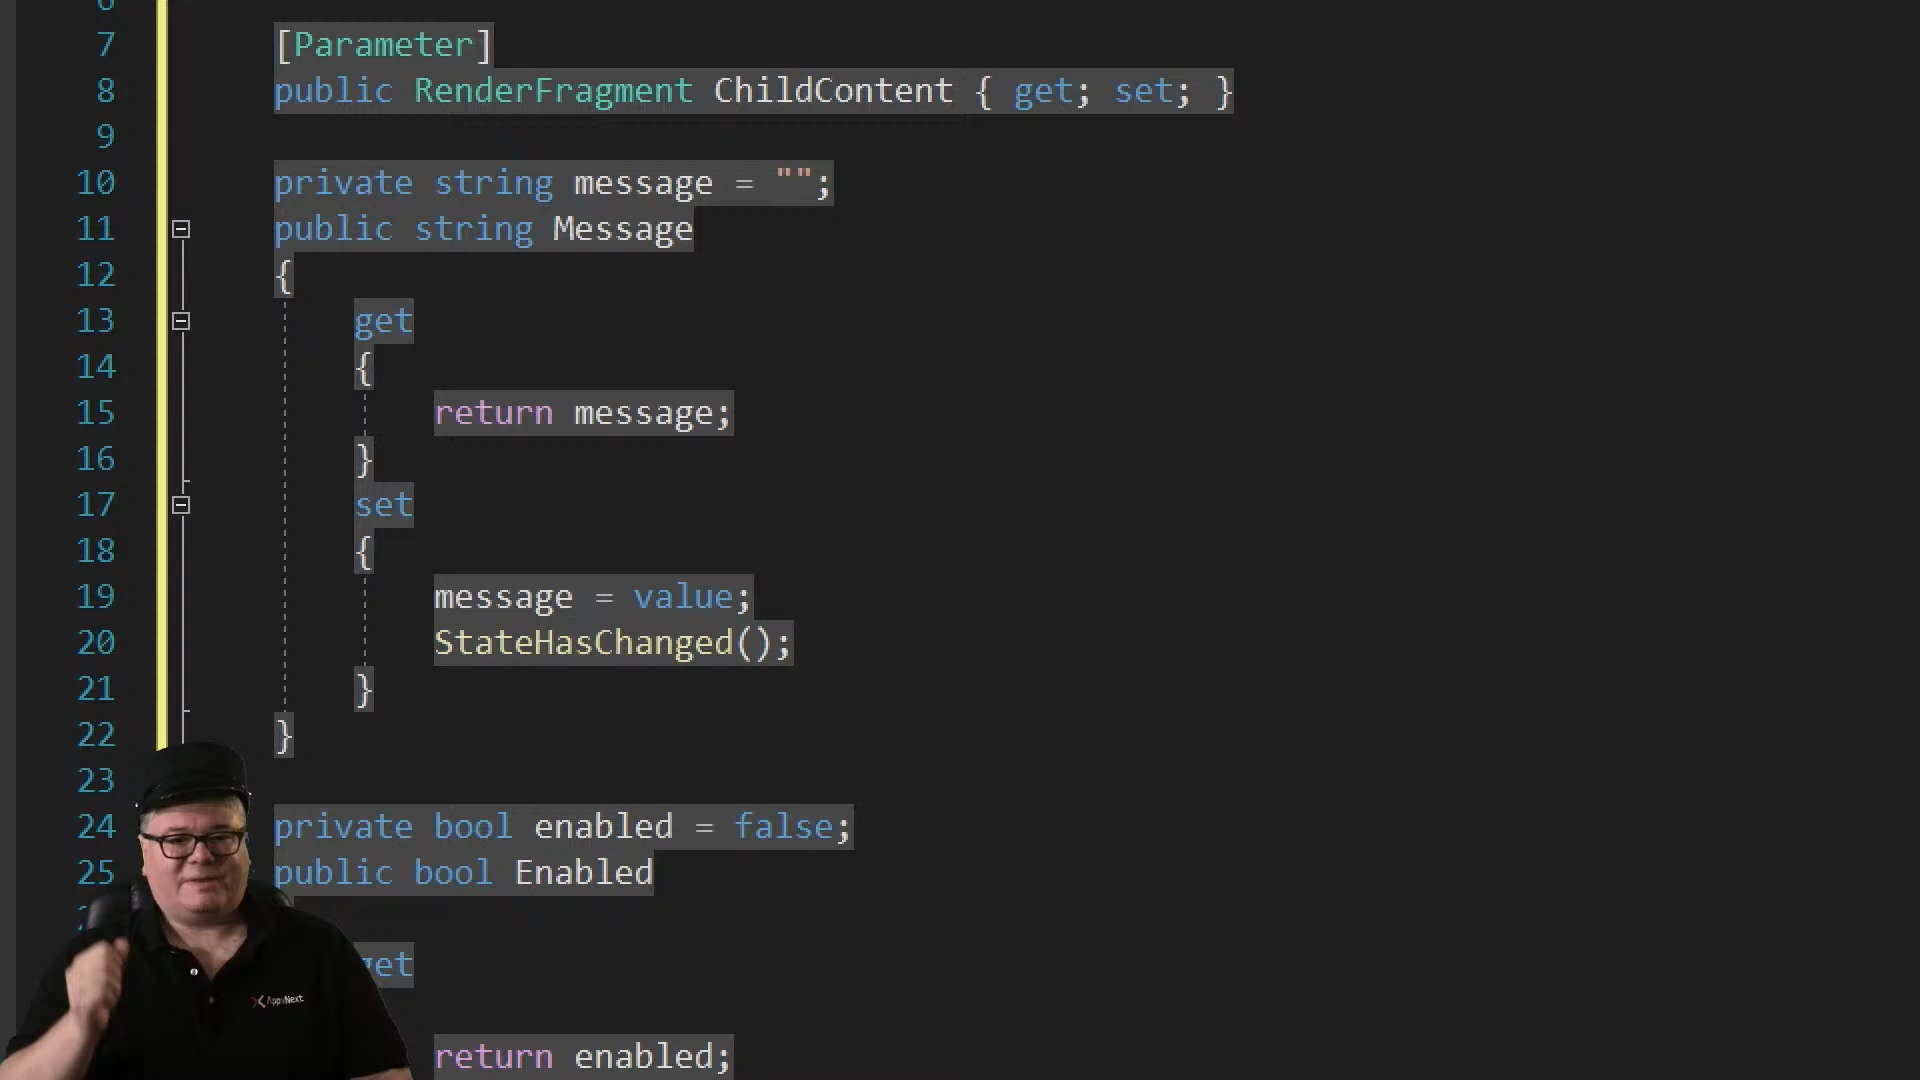 7 [Parameter]
8 public RenderFragment ChildContent { get; set; }
9
10 private string message = "";
11 public string Message
12 {
13 get
14 {
15 return message;
16 }
17 set
18 {
19 message = value;
20 StateHasChanged();
21 }
22 }
23
24 private bool enabled = false;
25 public bool Enabled
get
return enabled;
AppvNext